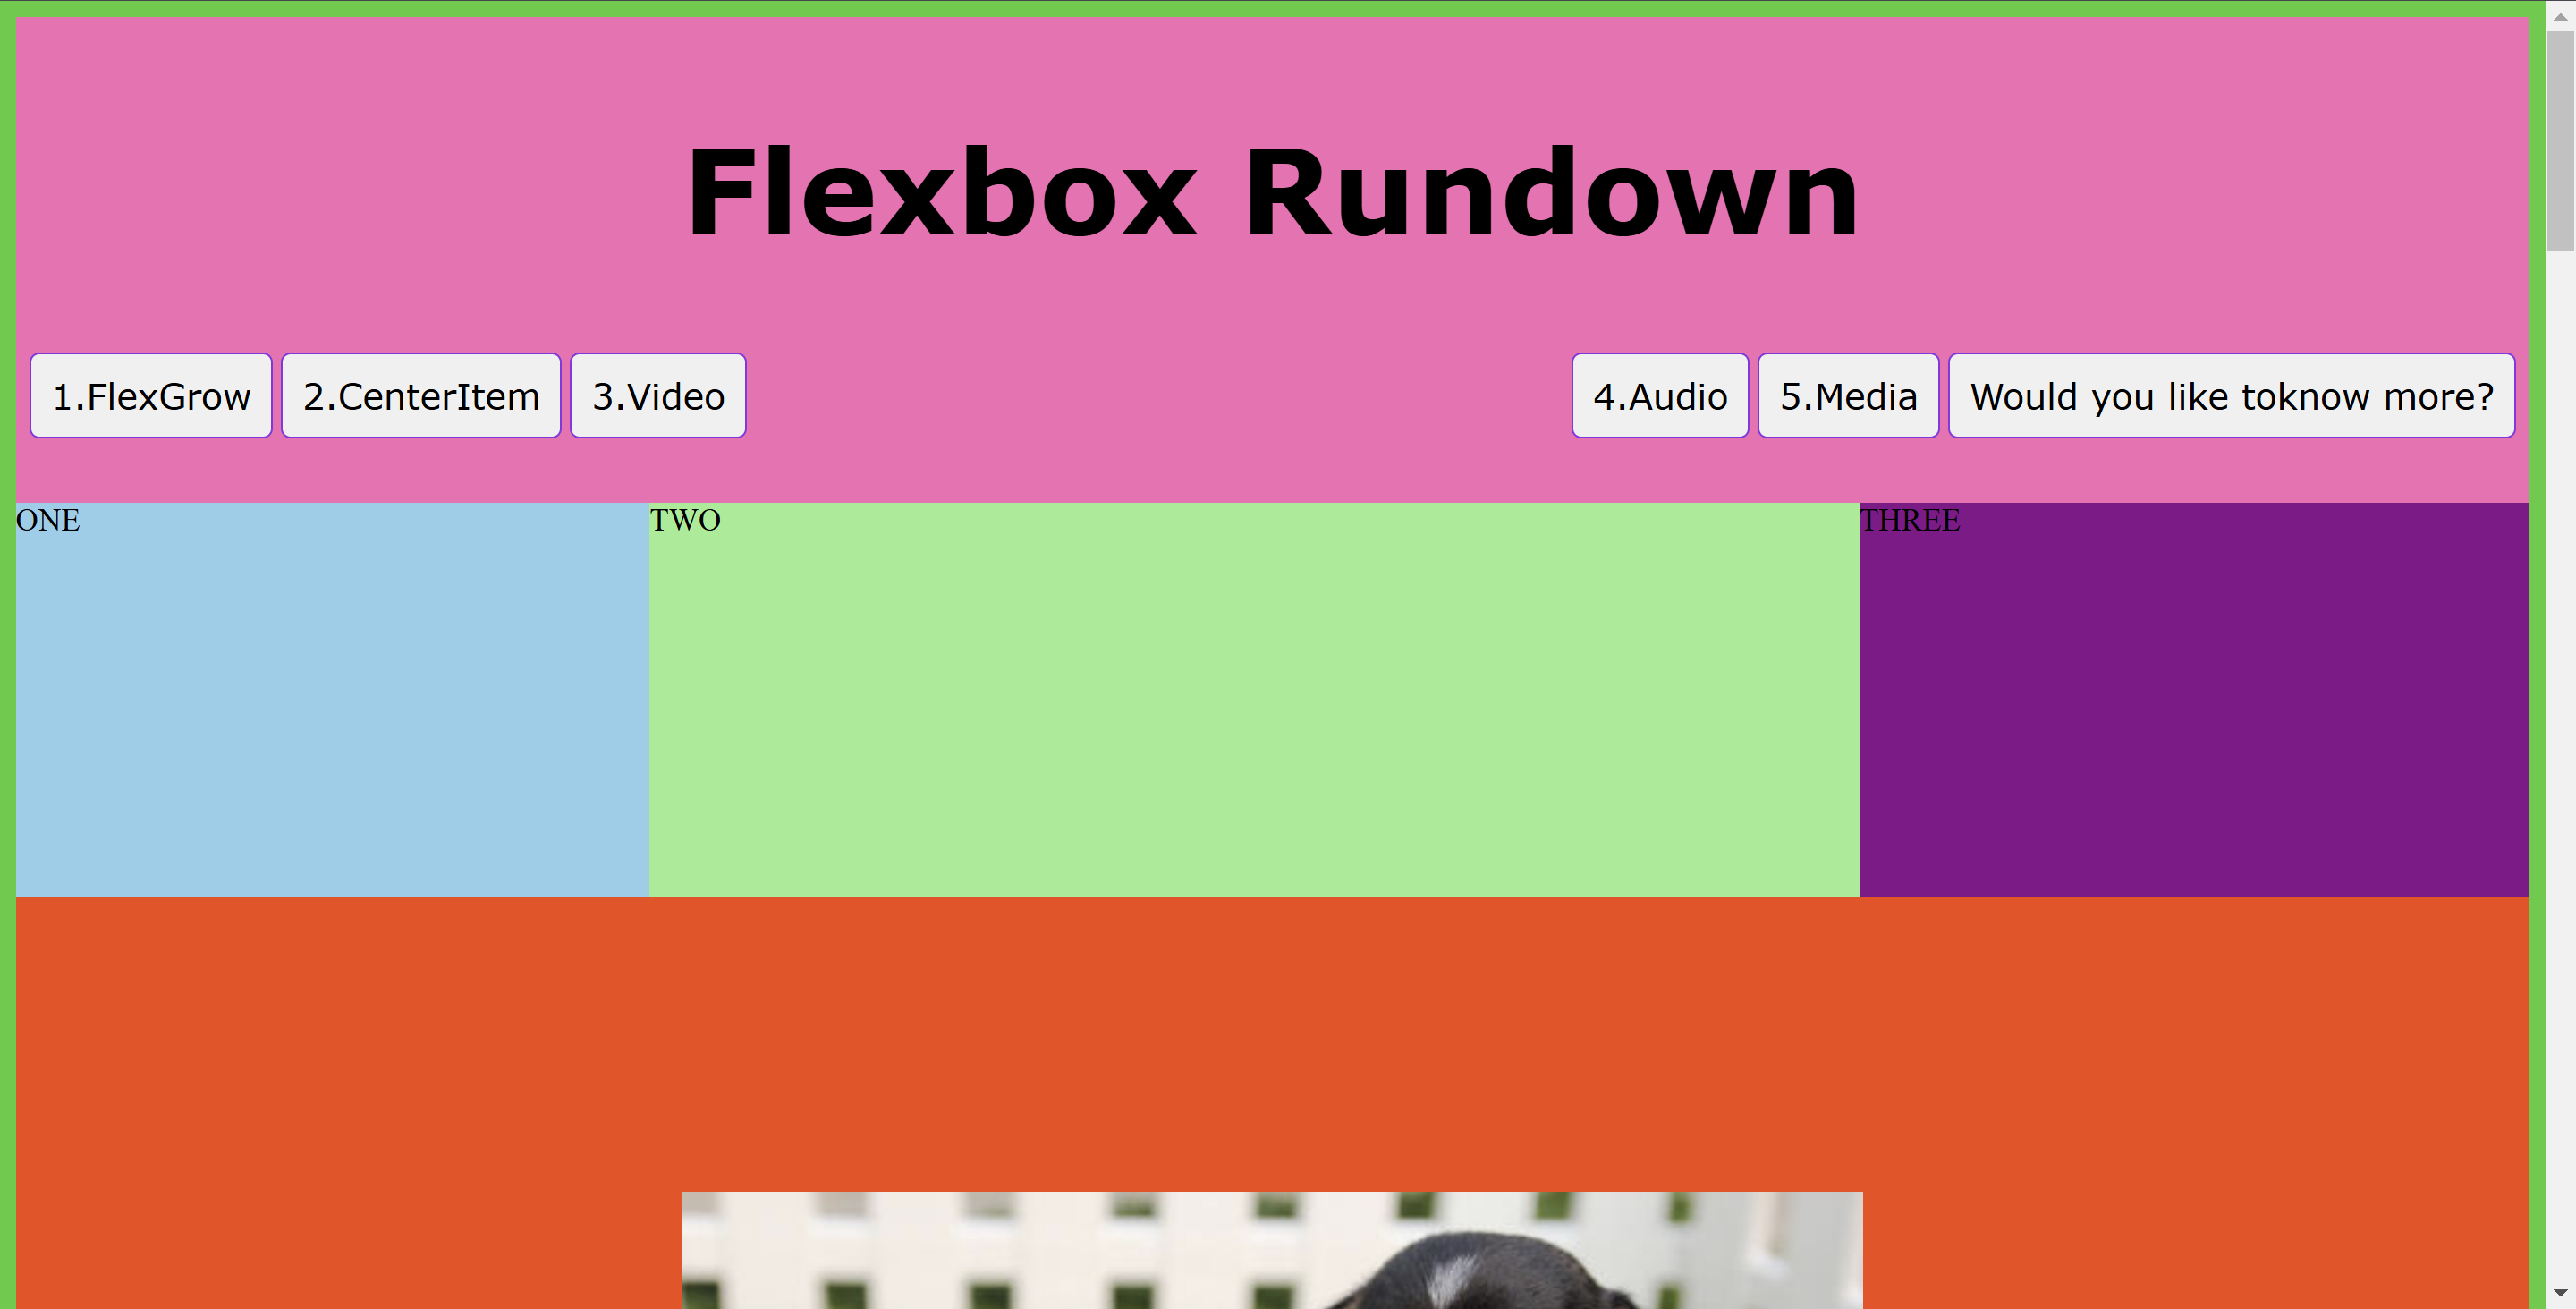 Flexbox Rundown
1.FlexGrow 2.CenterItem 3.Video 4.Audio 5.Media Would you like toknow more?
ONE TWO THREE